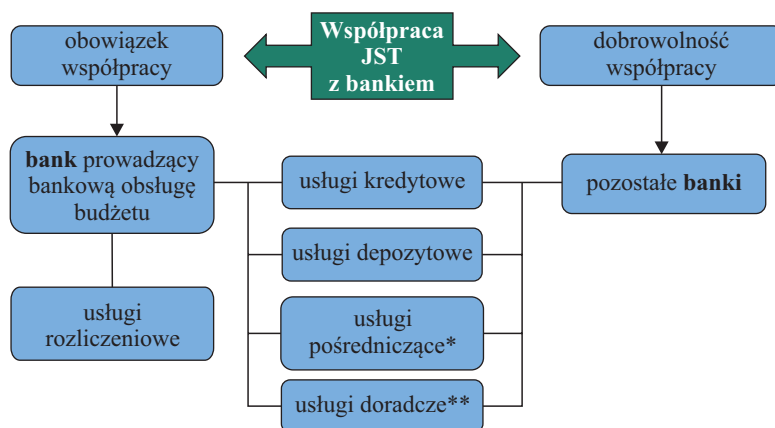 obowiązek
współpracy
Współpraca
JST
z bankiem
dobrowolność
współpracy
bank prowadzący
bankową obsługę
budżetu
usługi kredytowe
pozostałe banki
usługi depozytowe
usługi
rozliczeniowe
usługi
pośredniczące*
usługi doradcze**